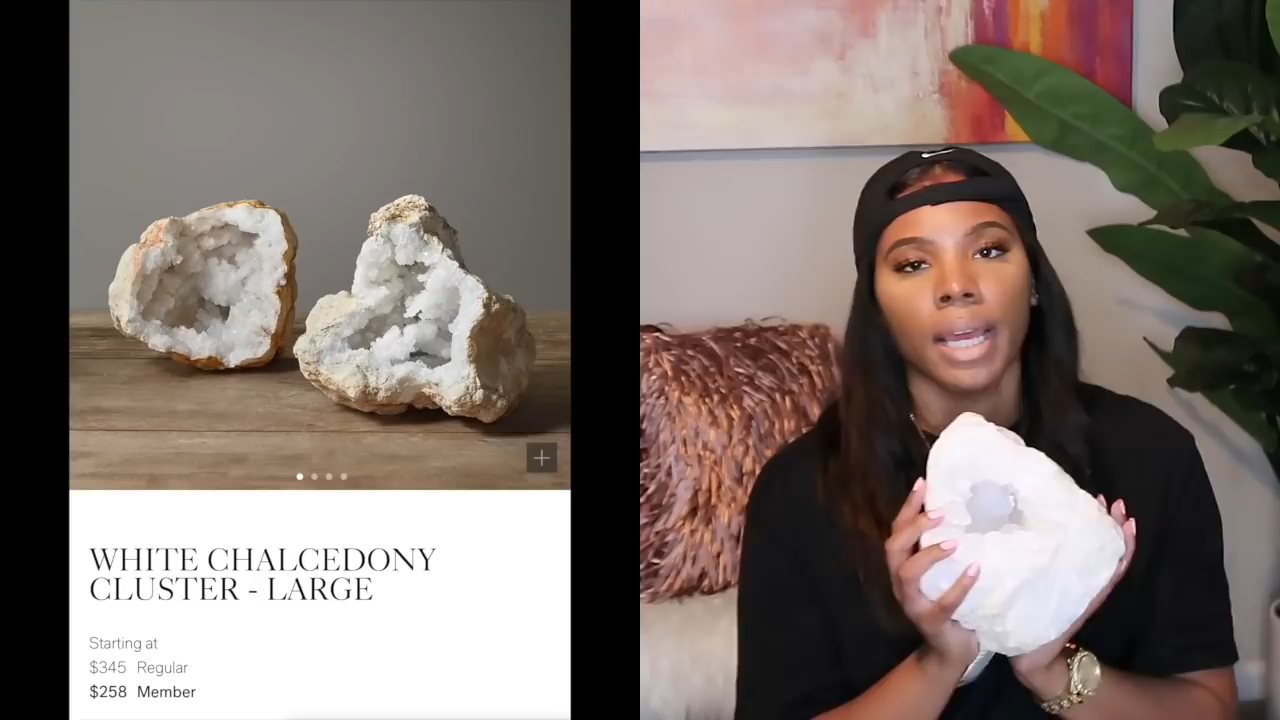 WHITE CHALCEDONY
CLUSTER - LARGE
Starting at
$345 Regular
$258 Member